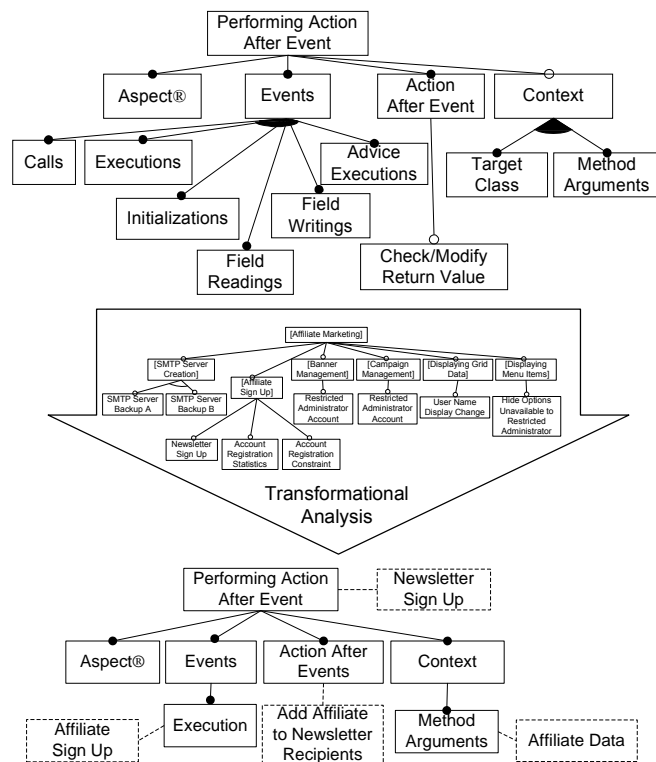 Performing Action
After Event
Aspect®
Events
Action
After Event
Context
Calls
Executions
Initializations
Field
Readings
Field
Writings
Advice
Executions
Check/Modify
Return Value
Target
Class
Method
Arguments
[Affiliate Marketing]
[SMTP Server
Creation]
[Affiliate
Sign Up]
[Banner
Management]
[Campaign
Management]
[Displaying Grid
Data]
[Displaying
Menu Items]
SMTP Server
Backup A
SMTP Server
Backup B
Restricted
Administrator
Account
Restricted
Administrator
Account
User Name
Display Change
Hide Options
Unavailable to
Restricted
Administrator
Newsletter
Sign Up
Account
Registration
Statistics
Account
Registration
Constraint
Transformational
Analysis
Performing Action
After Event
Newsletter
Sign Up
Aspect®
Events
Action After
Events
Context
Affiliate
Sign Up
Execution
Add Affiliate
to Newsletter
Recipients
Method
Arguments
Affiliate Data